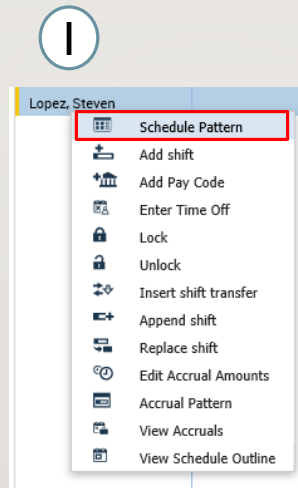 1
Lopez, Steven
Schedule Pattern
Add shift
Add Pay Code
Enter Time Off
Lock
Unlock
Insert shift transfer
Append shift
Replace shift
Edit Accrual Amounts
Accrual Pattern
View Accruals
View Schedule Outline